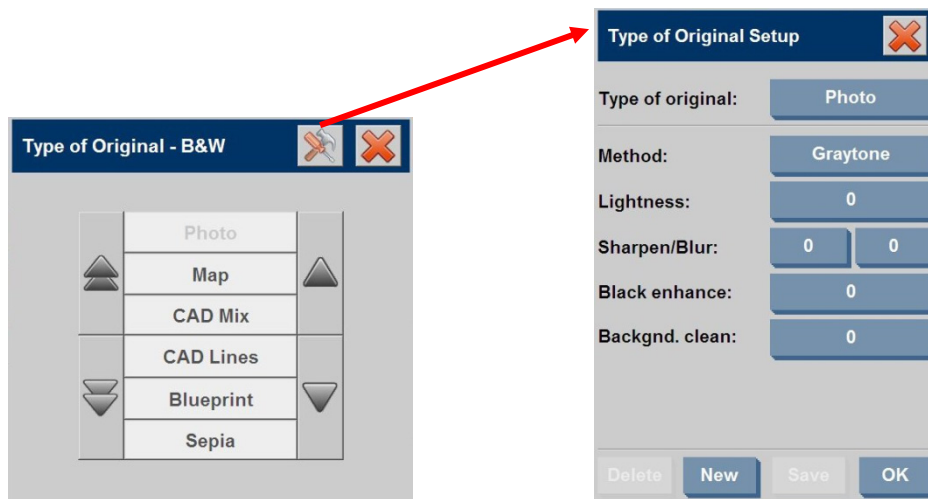 Type of Original - B&W
Photo
Map
CAD Mix
CAD Lines
Blueprint
Sepia
Type of Original Setup
Type of original: Photo
Method: Graytone
Lightness: 0
Sharpen/Blur: 0 0
Black enhance: 0
Backgnd. clean: 0
Delete New Save OK